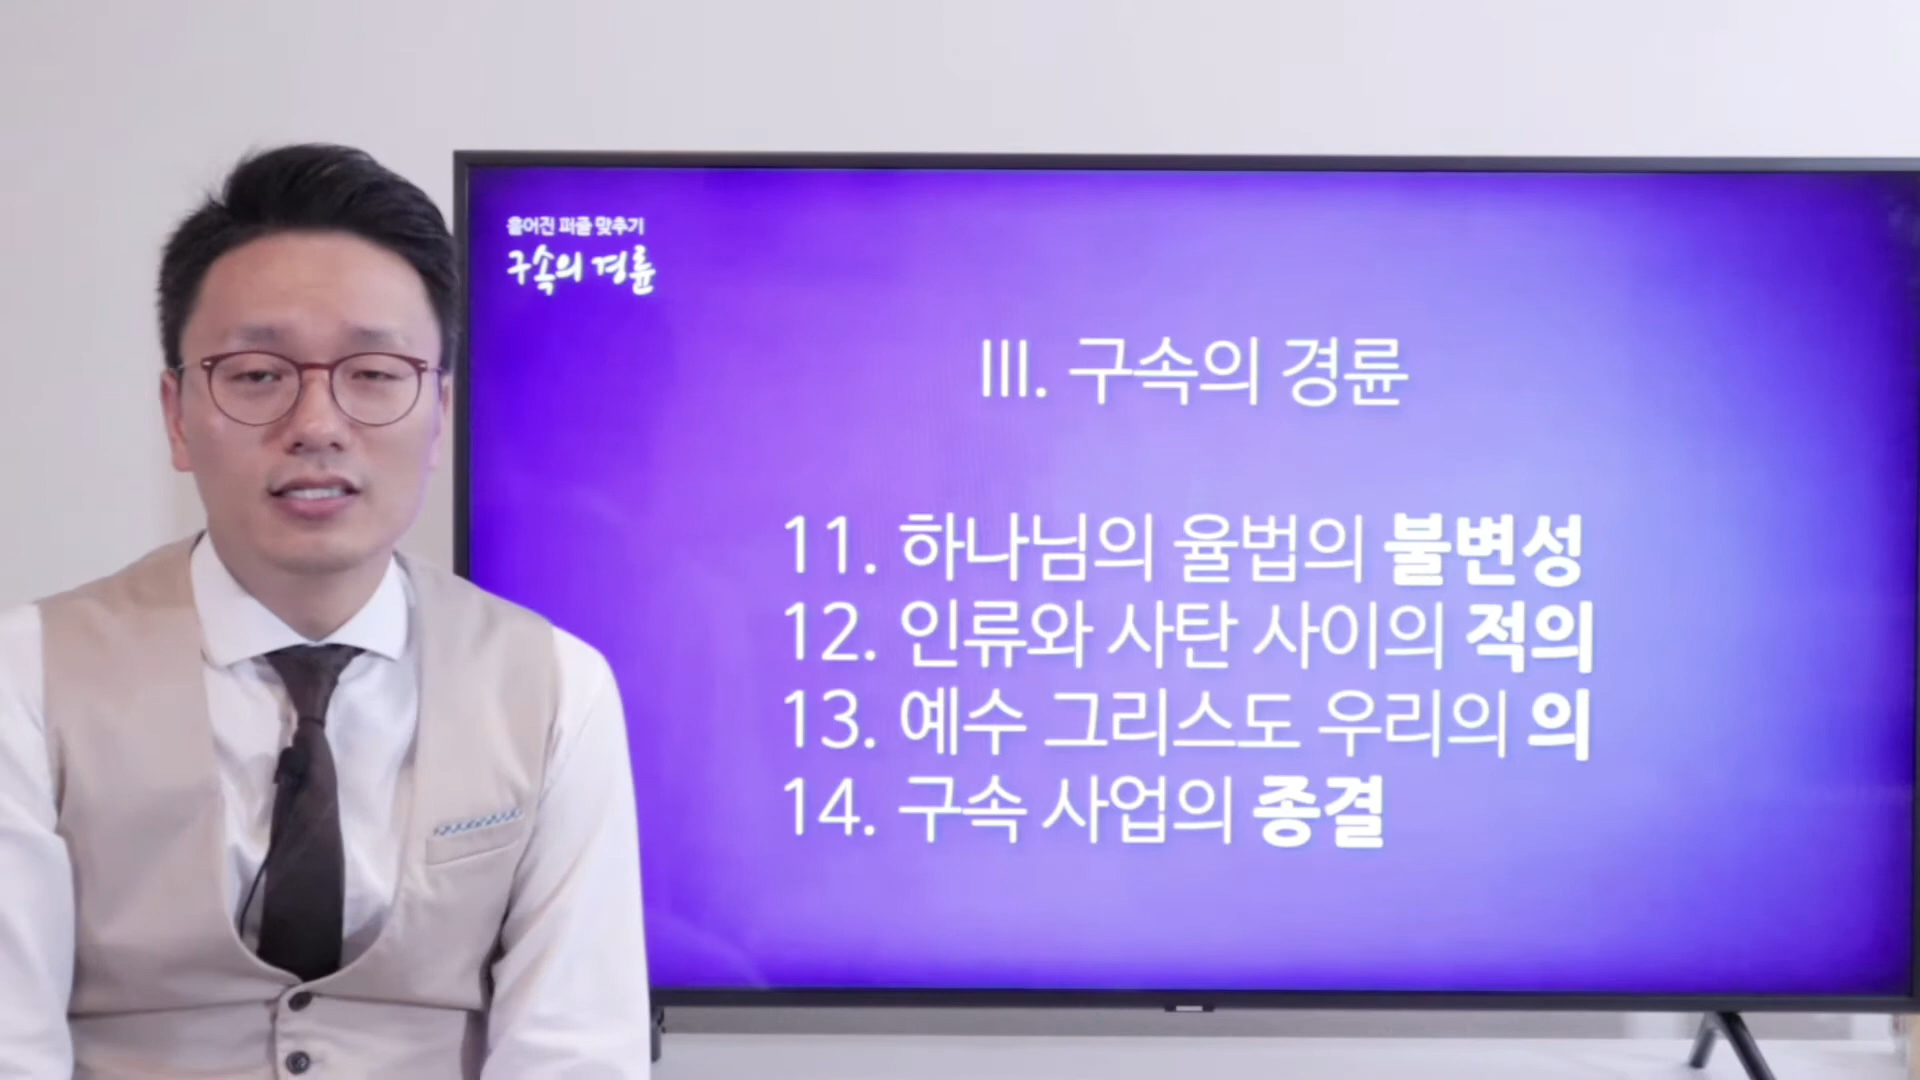 흩어진 퍼즐 맞추기
구속의 경륜
III. 구속의 경륜
11. 하나님의 율법의 불변성
12. 인류와 사탄 사이의 적의
13. 예수 그리스도 우리의 의
14. 구속 사업의 종결